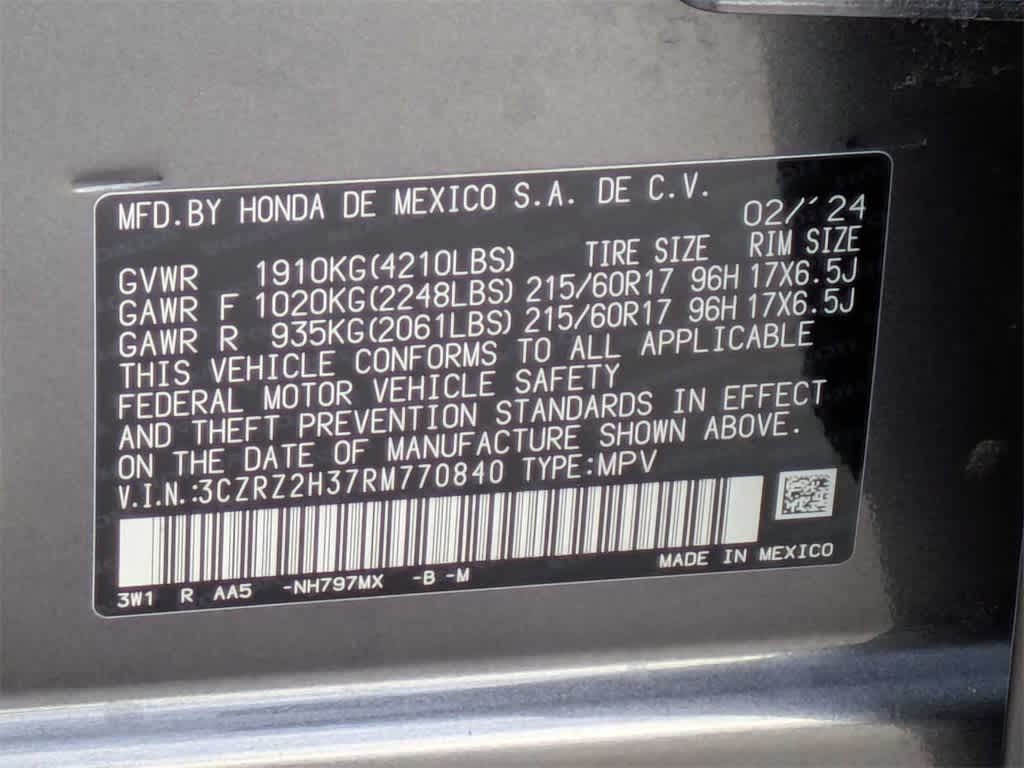 MFD.BY HONDA DE MEXICO S.A. DE C.V.
02/'24
TIRE SIZE RIM SIZE
GVWR 1910KG(4210LBS)
GAWR F 1020KG(2248LBS) 215/60R17 96H 17X6.5J
GAWR R 935KG(2061LBS) 215/60R17 96H 17X6.5J
THIS VEHICLE CONFORMS TO ALL APPLICABLE
FEDERAL MOTOR VEHICLE SAFETY
AND THEFT PREVENTION STANDARDS IN EFFECT
ON THE DATE OF MANUFACTURE SHOWN ABOVE.
V.I.N.:3CZRZ2H37RM770840 TYPE:MPV
MADE IN MEXICO
3W1 R AA5 -NH797MX -B -M